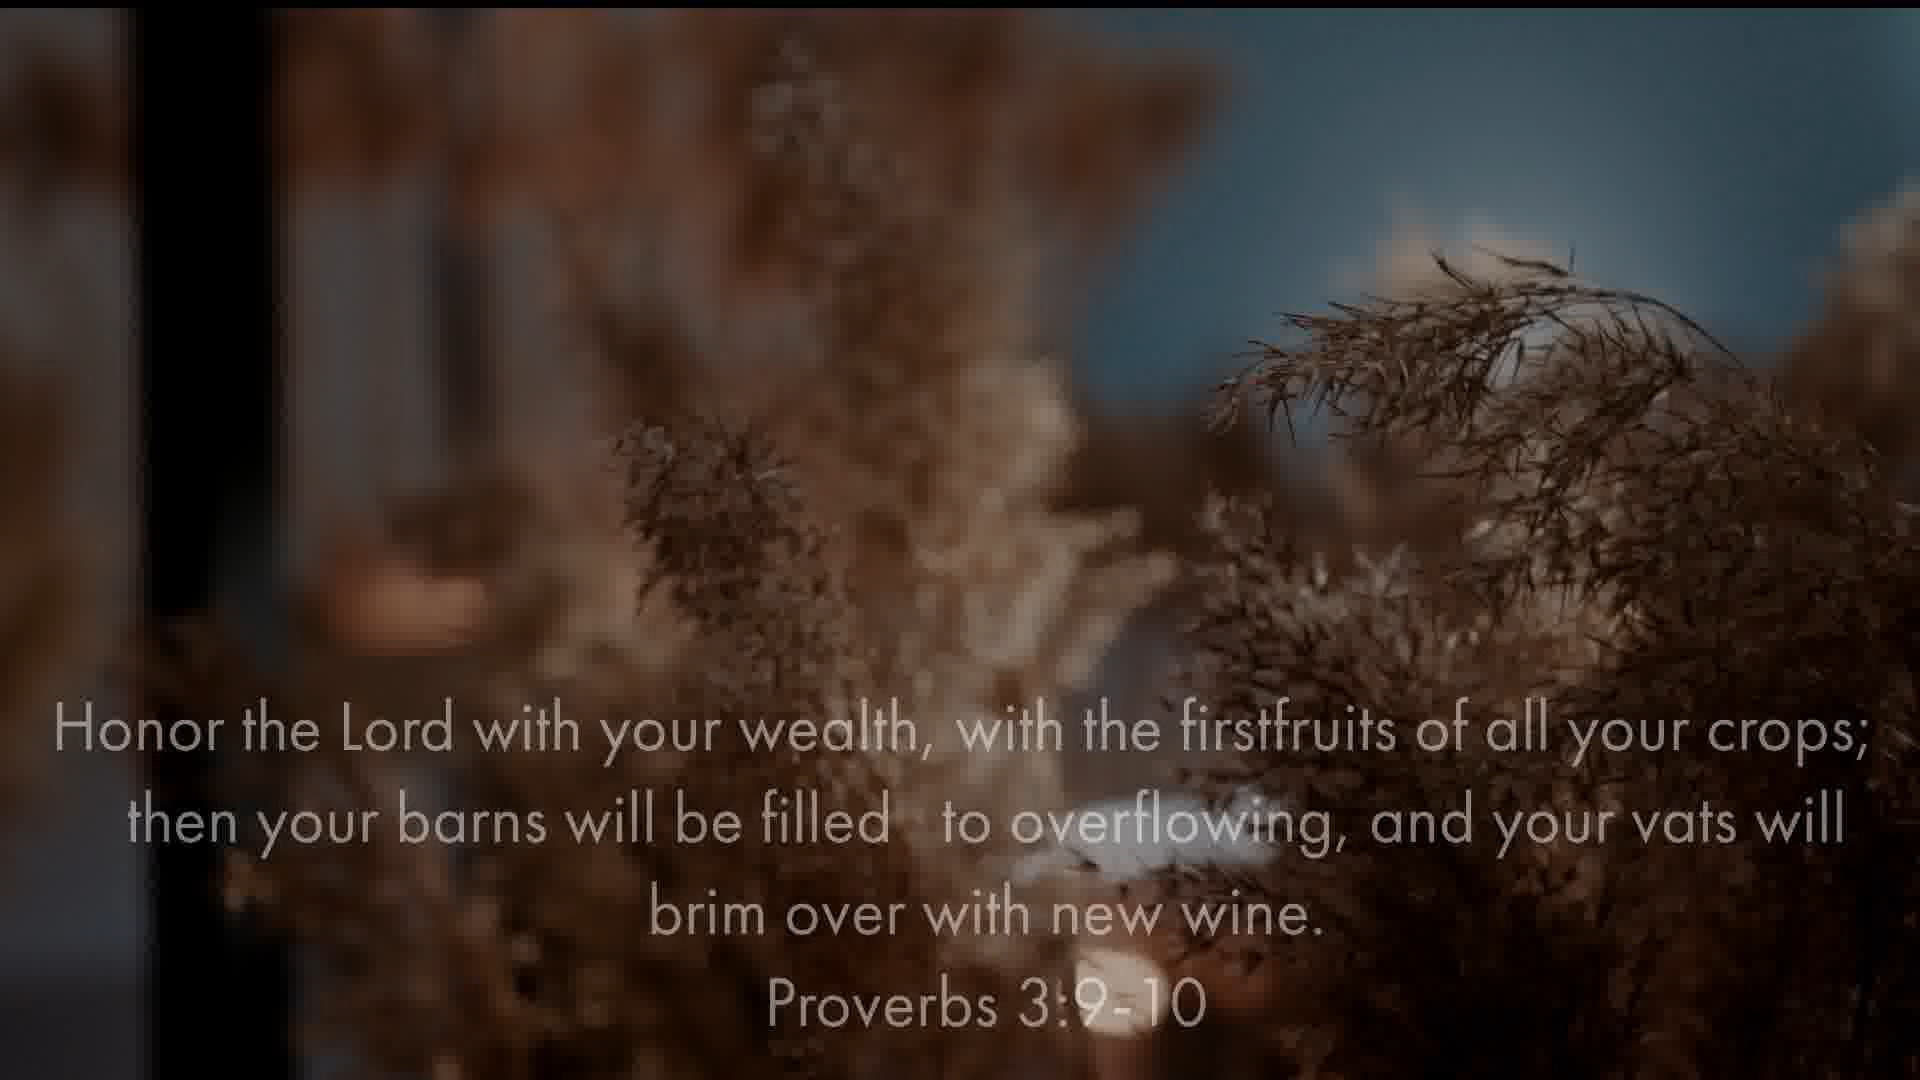 Honor the Lord with your wealth, with the firstfruits of all your crops;
then your barns will be filled to overflowing, and your vats will
brim over with new wine.
Proverbs 3:9-10